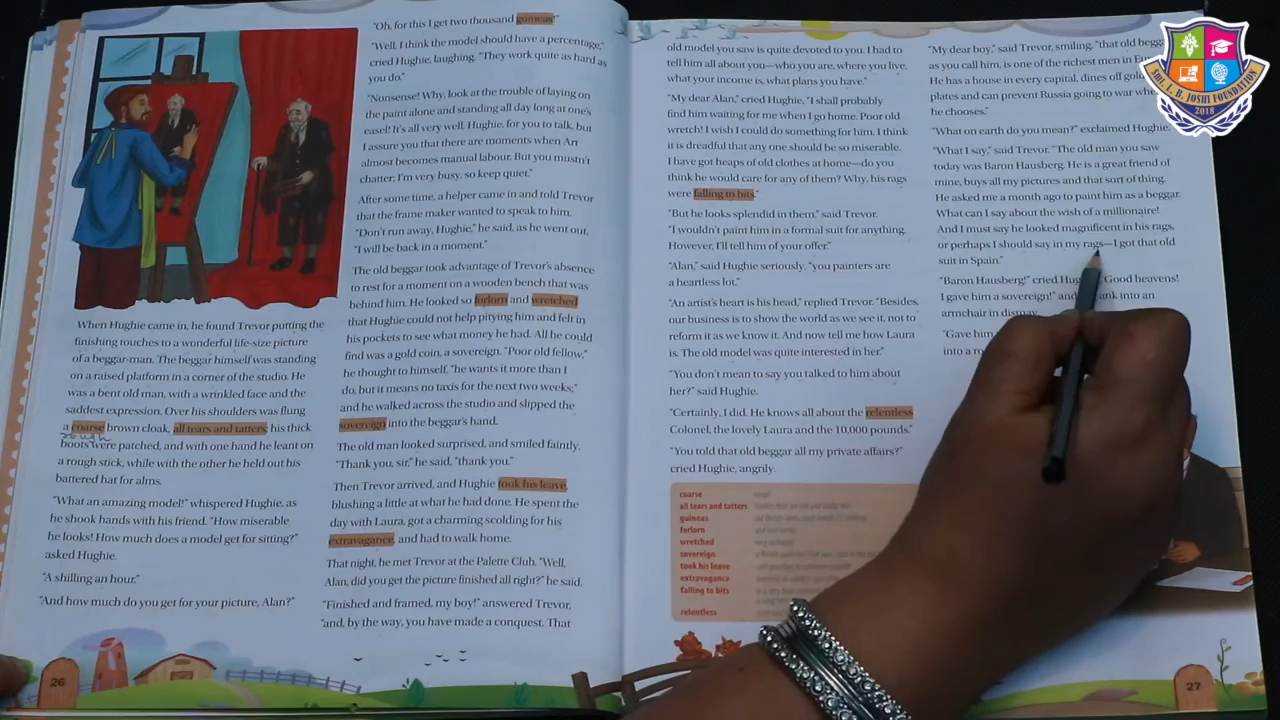 When Hughie came in, he found Trevor putting the
finishing touches to a wonderful life-size picture
of a beggar-man. The beggar himself was standing
on a raised platform in a corner of the studio. He
was a bent old man, with a wrinkled face and the
saddest expression. Over his shoulders was flung
a coarse brown cloak, all tears and tatters; his thick
rough
boots were patched, and with one hand he leant on
a rough stick, while with the other he held out his
battered hat for alms.
"What an amazing model!" whispered Hughie, as
he shook hands with his friend. "How miserable
he looks! How much does a model get for sitting?"
asked Hughie.
"A shilling an hour."
"And how much do you get for your picture, Alan?"
26
"Oh, for this I get two thousand guineas!"
"Well, I think the model should have a percentage,"
cried Hughie, laughing. "They work quite as hard as
you do."
"Nonsense! Why, look at the trouble of laying on
the paint alone and standing all day long at one's
easel! It's all very well, Hughie, for you to talk, but
I assure you that there are moments when Art
almost becomes manual labour. But you mustn't
chatter; I'm very busy, so keep quiet."
After some time, a helper came in and told Trevor
that the frame maker wanted to speak to him.
"Don't run away, Hughie," he said, as he went out,
"I will be back in a moment."
The old beggar took advantage of Trevor's absence
to rest for a moment on a wooden bench that was
behind him. He looked so forlorn and wretched
that Hughie could not help pitying him and felt in
his pockets to see what money he had. All he could
find was a gold coin, a sovereign. "Poor old fellow,"
he thought to himself, "he wants it more than I
do, but it means no taxis for the next two weeks;"
and he walked across the studio and slipped the
sovereign into the beggar's hand.
The old man looked surprised, and smiled faintly.
"Thank you, sir," he said, "thank you."
Then Trevor arrived, and Hughie took his leave,
blushing a little at what he had done. He spent the
day with Laura, got a charming scolding for his
extravagance, and had to walk home.
That night, he met Trevor at the Palette Club. "Well,
Alan, did you get the picture finished all right?" he said.
"Finished and framed, my boy!" answered Trevor,
"and, by the way, you have made a conquest. That
old model you saw is quite devoted to you. I had to
tell him all about you—who you are, where you live,
what your income is, what plans you have."
"My dear Alan," cried Hughie, "I shall probably
find him waiting for me when I go home. Poor old
wretch! I wish I could do something for him. I think
it is dreadful that any one should be so miserable.
I have got heaps of old clothes at home—do you
think he would care for any of them? Why, his rags
were falling to bits."
"But he looks splendid in them," said Trevor.
"I wouldn't paint him in a formal suit for anything.
However, I'll tell him of your offer."
"Alan," said Hughie seriously, "you painters are
a heartless lot."
"An artist's heart is his head," replied Trevor. "Besides,
our business is to show the world as we see it, not to
reform it as we know it. And now tell me how Laura
is. The old model was quite interested in her."
"You don't mean to say you talked to him about
her?" said Hughie.
"Certainly, I did. He knows all about the relentless
Colonel, the lovely Laura and the 10,000 pounds."
"You told that old beggar all my private affairs?"
cried Hughie, angrily.
coarse
all tears and tatters
guineas
forlorn
wretched
sovereign
took his leave
extravagance
falling to bits
relentless
"My dear boy," said Trevor, smiling, "that old
as you call him, is one of the richest men in
He has a house in every capital, dines off
plates and can prevent Russia going to war
he chooses."
"What on earth do you mean?" exclaimed Hughie.
"What I say," said Trevor. "The old man you saw
today was Baron Hausberg. He is a great friend of
mine, buys all my pictures and that sort of thing.
He asked me a month ago to paint him as a beggar.
What can I say about the wish of a millionaire!
And I must say he looked magnificent in his rags,
or perhaps I should say in my rags—I got that old
suit in Spain."
"Baron Hausberg!" cried Good heavens!
I gave him a sovereign!" and into an
armchair in dismay.
"Gave him
into a
27
SHRI. L. B. JOSHI FOUNDATION
2018